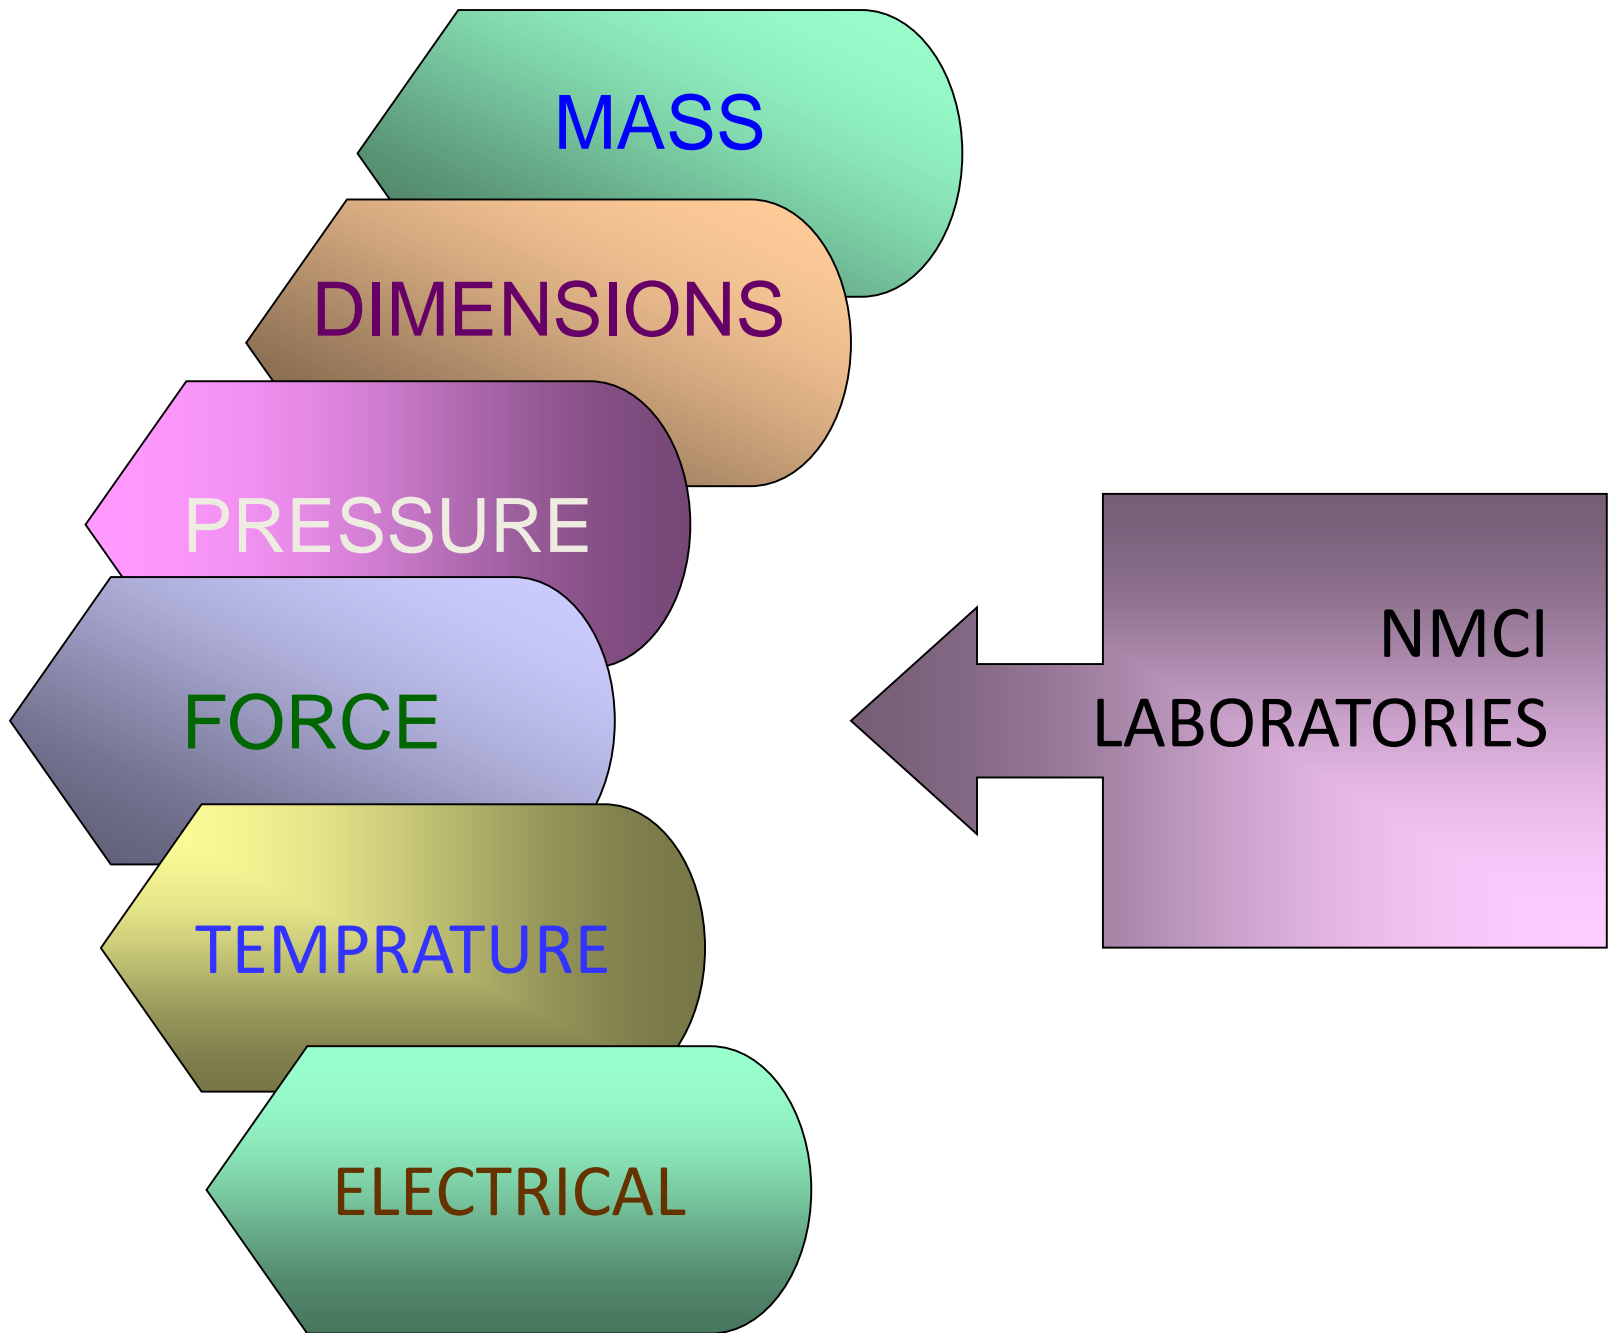 MASS
DIMENSIONS
PRESSURE
FORCE
TEMPRATURE
ELECTRICAL
NMCI
LABORATORIES